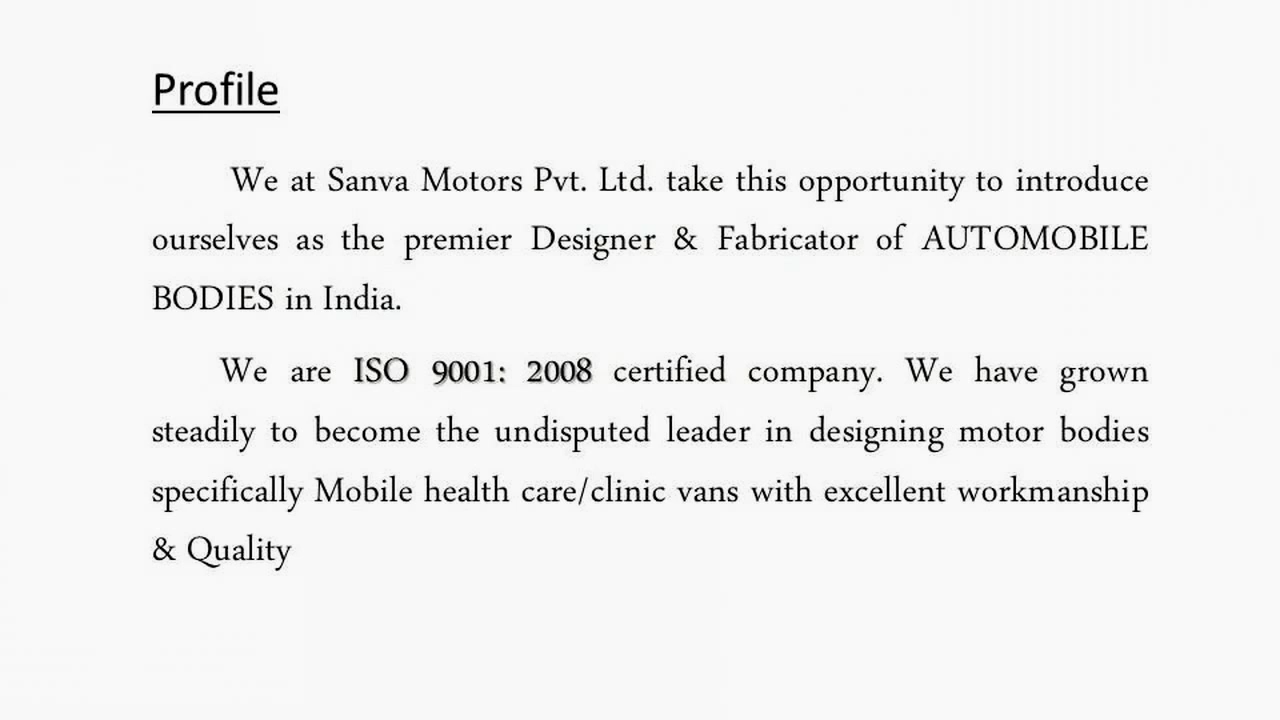 Profile
We at Sanva Motors Pvt. Ltd. take this opportunity to introduce
ourselves as the premier Designer & Fabricator of AUTOMOBILE
BODIES in India.
We are ISO 9001: 2008 certified company. We have grown
steadily to become the undisputed leader in designing motor bodies
specifically Mobile health care/clinic vans with excellent workmanship
& Quality